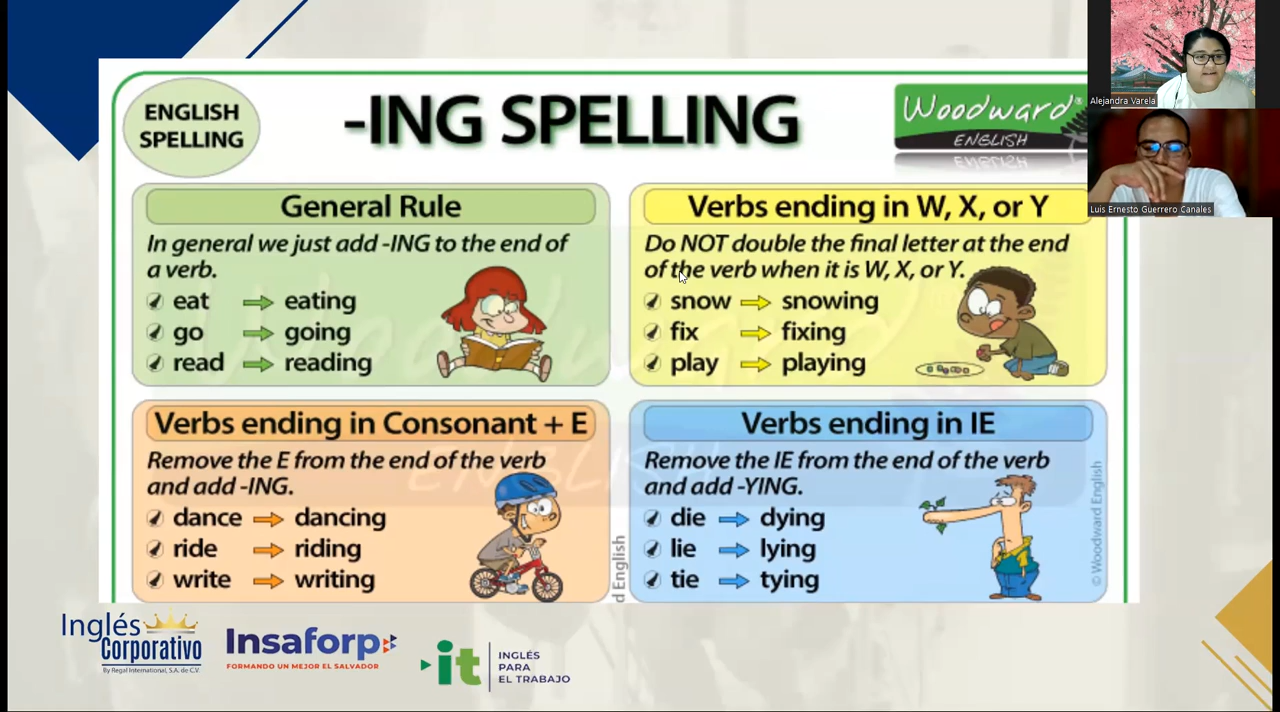 ENGLISH
SPELLING
-ING SPELLING
Woodward®
ENGLISH
Alejandra Varela
Luis Ernesto Guerrero Canales
General Rule
In general we just add -ING to the end of
a verb.
eat eating
go going
read reading
Verbs ending in W, X, or Y
Do NOT double the final letter at the end
of the verb when it is W, X, or Y.
snow snowing
fix fixing
play playing
Verbs ending in Consonant + E
Remove the E from the end of the verb
and add -ING.
dance dancing
ride riding
write writing
d English
Verbs ending in IE
Remove the IE from the end of the verb
and add -YING.
die dying
lie lying
tie tying
© Woodward English
Inglés
Corporativo
By Regal International, S.A. de C.V.
Insaforp
FORMANDO UN MEJOR EL SALVADOR
it
INGLÉS
PARA
EL TRABAJO